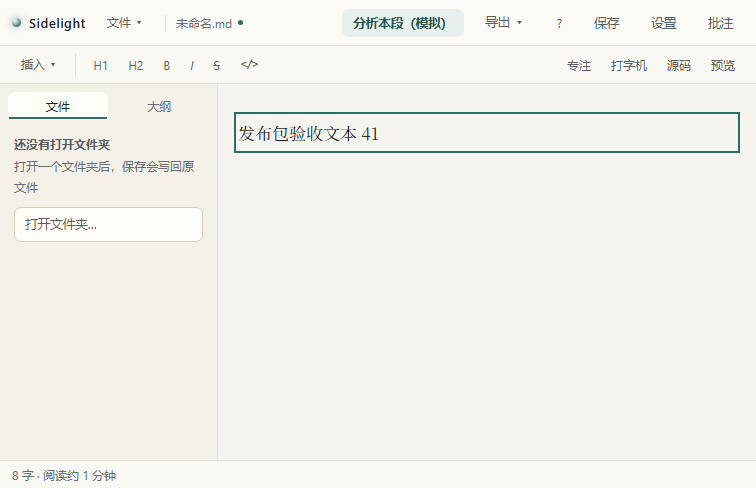 Sidelight 文件 ▾ 未命名.md ● 分析本段（模拟） 导出 ▾ ? 保存 设置 批注
插入 ▾ H1 H2 B I S </> 专注 打字机 源码 预览
文件 大纲
还没有打开文件夹
打开一个文件夹后，保存会写回原
文件
打开文件夹...
发布包验收文本 41
8 字 · 阅读约 1 分钟